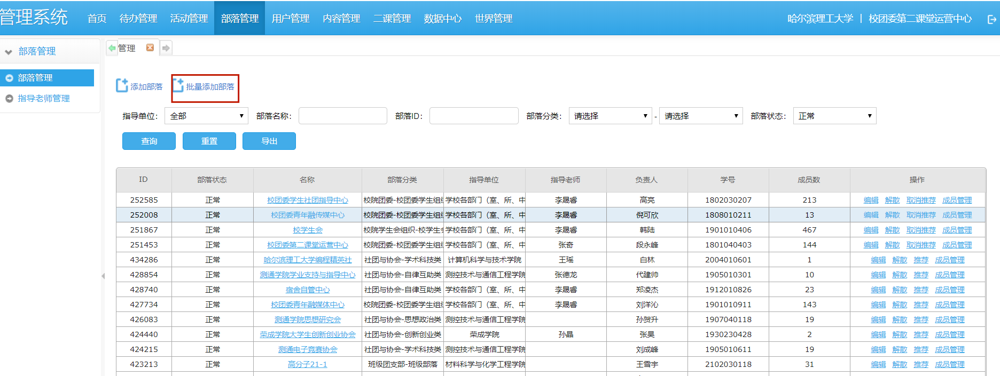 管理系统 首页 待办管理 活动管理 部落管理 用户管理 内容管理 二课管理 数据中心 世界管理 哈尔滨理工大学 | 校团委第二课堂运营中心
部落管理
部落管理
指导老师管理
管理
添加部落 批量添加部落
指导单位： 全部 部落名称： 部落ID： 部落分类： 请选择 - 请选择 部落状态： 正常
查询 重置 导出
ID 部落状态 名称 部落分类 指导单位 指导老师 负责人 学号 成员数 操作
252585 正常 校团委学生社团指导中心 校院团委-校团委学生组织 学校各部门（室、所、中 李晟睿 高亮 1802030207 213 编辑 解散 取消推荐 成员管理
252008 正常 校团委青年融传媒中心 校院团委-校团委学生组织 学校各部门（室、所、中 李晟睿 倪可欣 1808010211 13 编辑 解散 取消推荐 成员管理
251867 正常 校学生会 校院学生会组织-校学生会 学校各部门（室、所、中 李晟睿 韩陆 1901010406 467 编辑 解散 取消推荐 成员管理
251453 正常 校团委第二课堂运营中心 校院团委-校团委学生组织 学校各部门（室、所、中 张奇 段永峰 1801040403 144 编辑 解散 取消推荐 成员管理
434286 正常 哈尔滨理工大学编程精英社 社团与协会-学术科技类 计算机科学与技术学院 王瑶 白林 2004010601 1 编辑 解散 推荐 成员管理
428854 正常 测通学院学业支持与指导中心 社团与协会-自律互助类 测控技术与通信工程学院 张德龙 代建帅 1905010301 10 编辑 解散 推荐 成员管理
428740 正常 宿舍自管中心 社团与协会-自律互助类 学校各部门（室、所、中 李晟睿 郑凌杰 1912010826 23 编辑 解散 推荐 成员管理
427734 正常 校团委青年融媒体中心 校院团委-校团委学生组织 学校各部门（室、所、中 李晟睿 刘洋沁 1901010911 143 编辑 解散 推荐 成员管理
426083 正常 测通学院思想研究会 社团与协会-思想政治类 测控技术与通信工程学院 孙贺升 1907040118 19 编辑 解散 推荐 成员管理
424440 正常 荣成学院大学生创新创业协会 社团与协会-创新创业类 荣成学院 孙晶 张昊 1930230428 2 编辑 解散 推荐 成员管理
424215 正常 测通电子竞赛协会 社团与协会-学术科技类 测控技术与通信工程学院 刘成峰 1905010611 19 编辑 解散 推荐 成员管理
423213 正常 高分子21-1 班级团支部-班级部落 材料科学与化学工程学院 王雪宇 2102030118 31 编辑 解散 推荐 成员管理